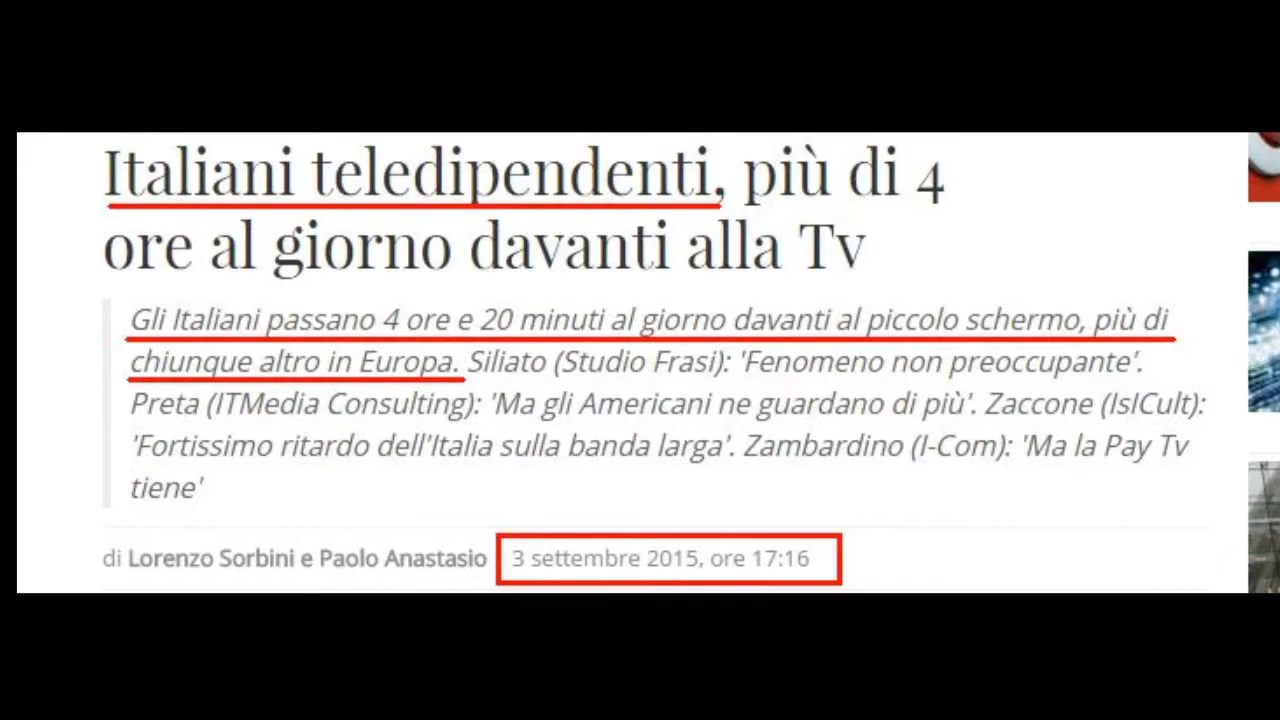 Italiani teledipendenti, più di 4
ore al giorno davanti alla Tv
Gli Italiani passano 4 ore e 20 minuti al giorno davanti al piccolo schermo, più di
chiunque altro in Europa. Siliato (Studio Frasi): 'Fenomeno non preoccupante'.
Preta (ITMedia Consulting): 'Ma gli Americani ne guardano di più'. Zaccone (IsICult):
'Fortissimo ritardo dell'Italia sulla banda larga'. Zambardino (I-Com): 'Ma la Pay Tv
tiene'
di Lorenzo Sorbini e Paolo Anastasio 3 settembre 2015, ore 17:16